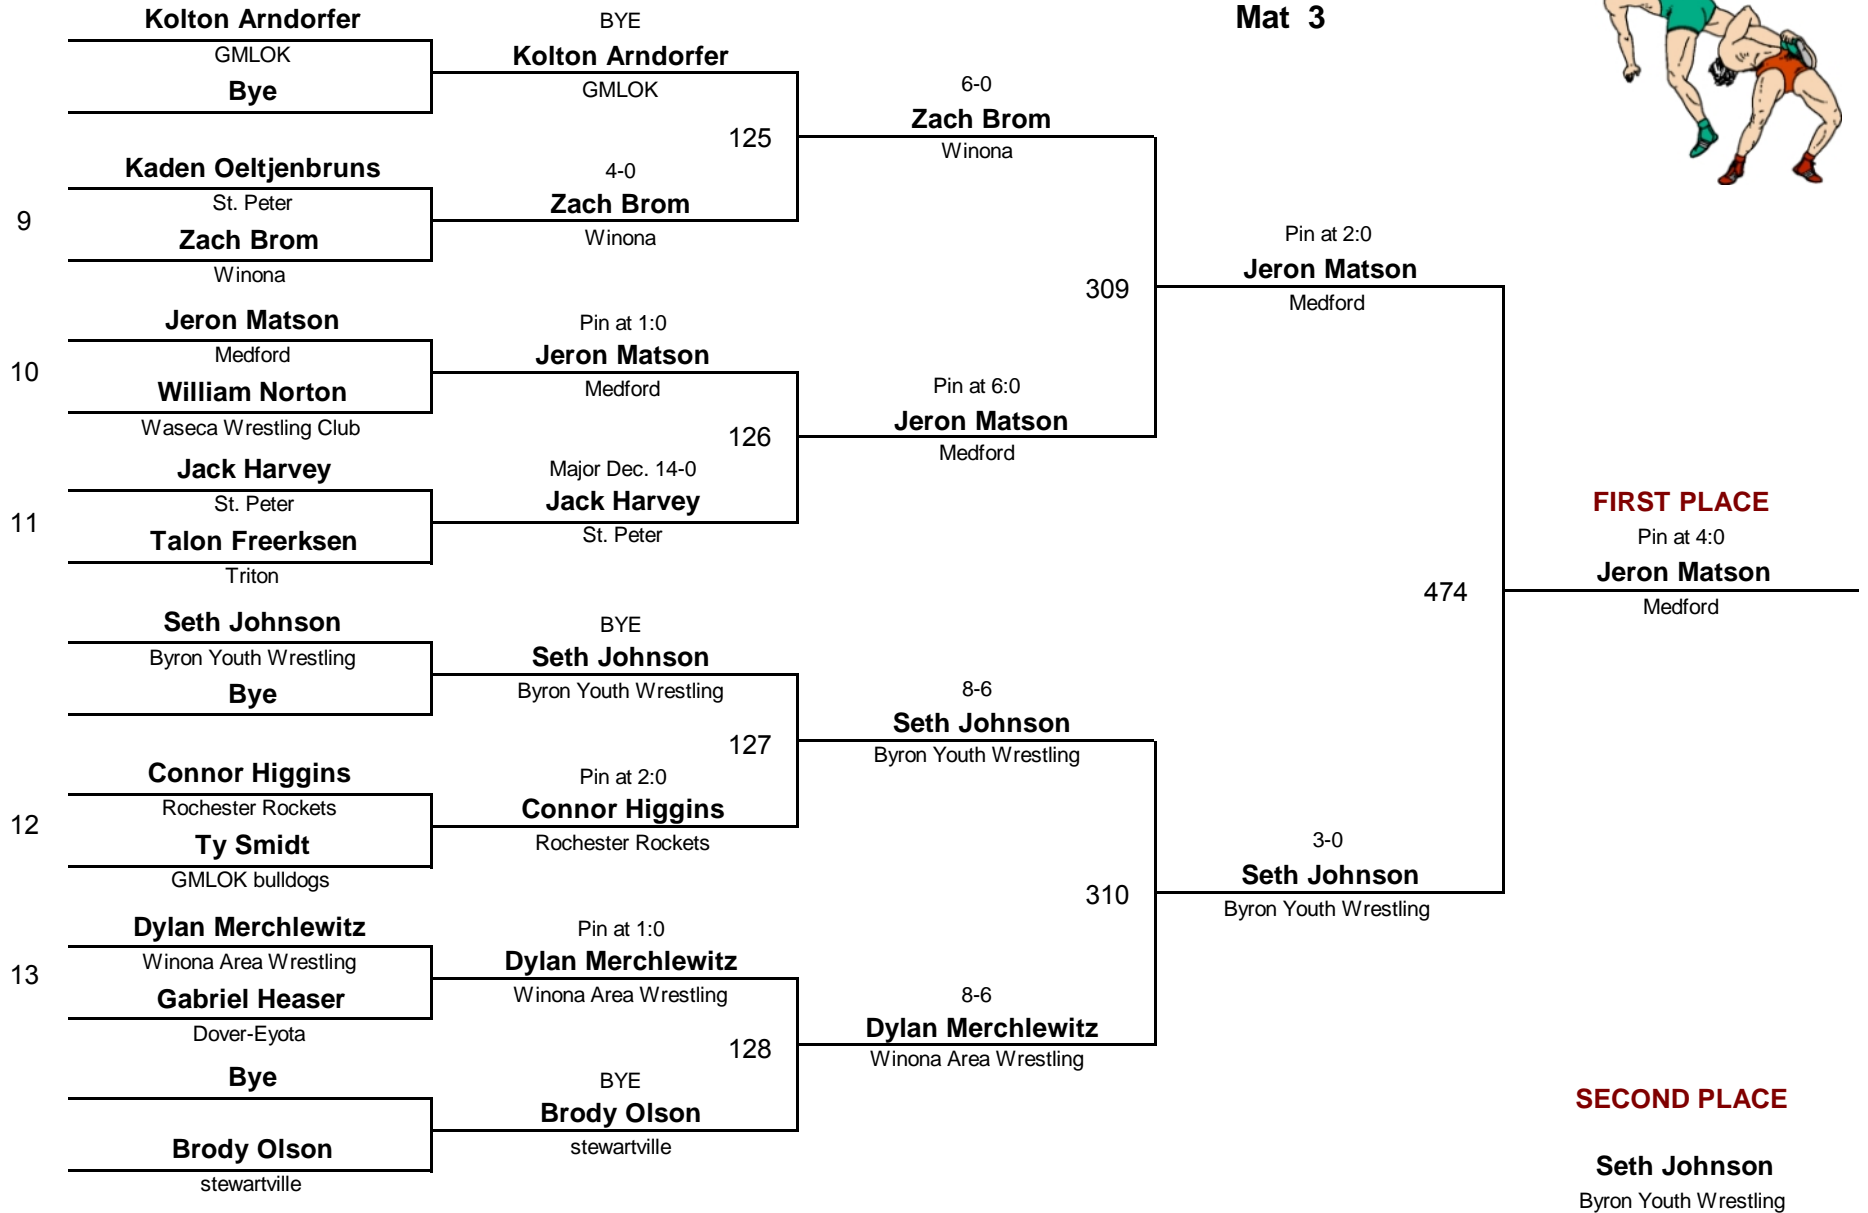 Mat 3
Kolton Arndorfer
GMLOK
Bye
9
Kaden Oeltjenbruns
St. Peter
Zach Brom
Winona
10
Jeron Matson
Medford
William Norton
Waseca Wrestling Club
11
Jack Harvey
St. Peter
Talon Freerksen
Triton
Seth Johnson
Byron Youth Wrestling
Bye
12
Connor Higgins
Rochester Rockets
Ty Smidt
GMLOK bulldogs
13
Dylan Merchlewitz
Winona Area Wrestling
Gabriel Heaser
Dover-Eyota
Bye
Brody Olson
stewartville
BYE
Kolton Arndorfer
GMLOK
125
4-0
Zach Brom
Winona
Pin at 1:0
Jeron Matson
Medford
126
Major Dec. 14-0
Jack Harvey
St. Peter
BYE
Seth Johnson
Byron Youth Wrestling
127
Pin at 2:0
Connor Higgins
Rochester Rockets
Pin at 1:0
Dylan Merchlewitz
Winona Area Wrestling
128
BYE
Brody Olson
stewartville
6-0
Zach Brom
Winona
309
Pin at 6:0
Jeron Matson
Medford
8-6
Seth Johnson
Byron Youth Wrestling
310
8-6
Dylan Merchlewitz
Winona Area Wrestling
Pin at 2:0
Jeron Matson
Medford
474
3-0
Seth Johnson
Byron Youth Wrestling
FIRST PLACE
Pin at 4:0
Jeron Matson
Medford
SECOND PLACE
Seth Johnson
Byron Youth Wrestling